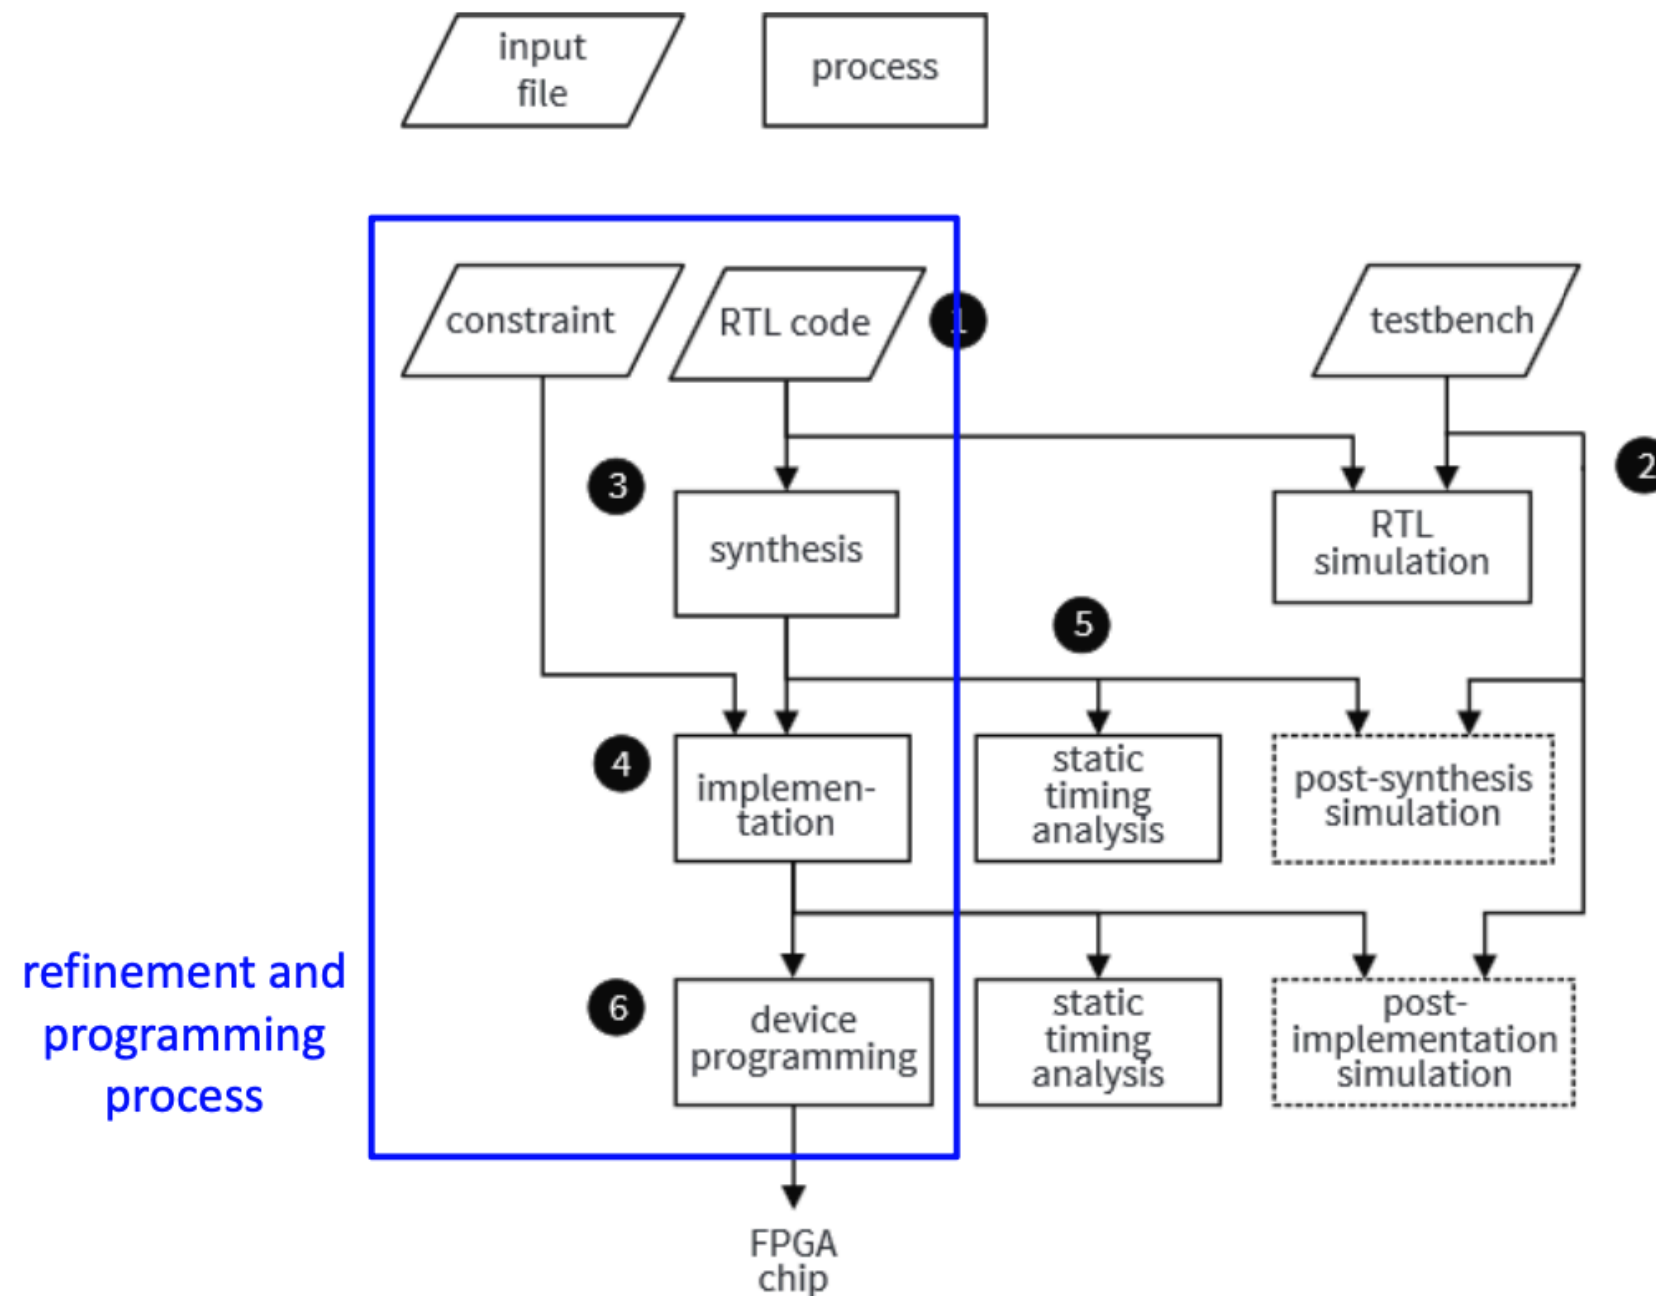 input
file
process
constraint
RTL code
1
testbench
2
3
synthesis
RTL
simulation
5
4
implemen-
tation
static
timing
analysis
post-synthesis
simulation
refinement and
programming
process
6
device
programming
static
timing
analysis
post-
implementation
simulation
FPGA
chip